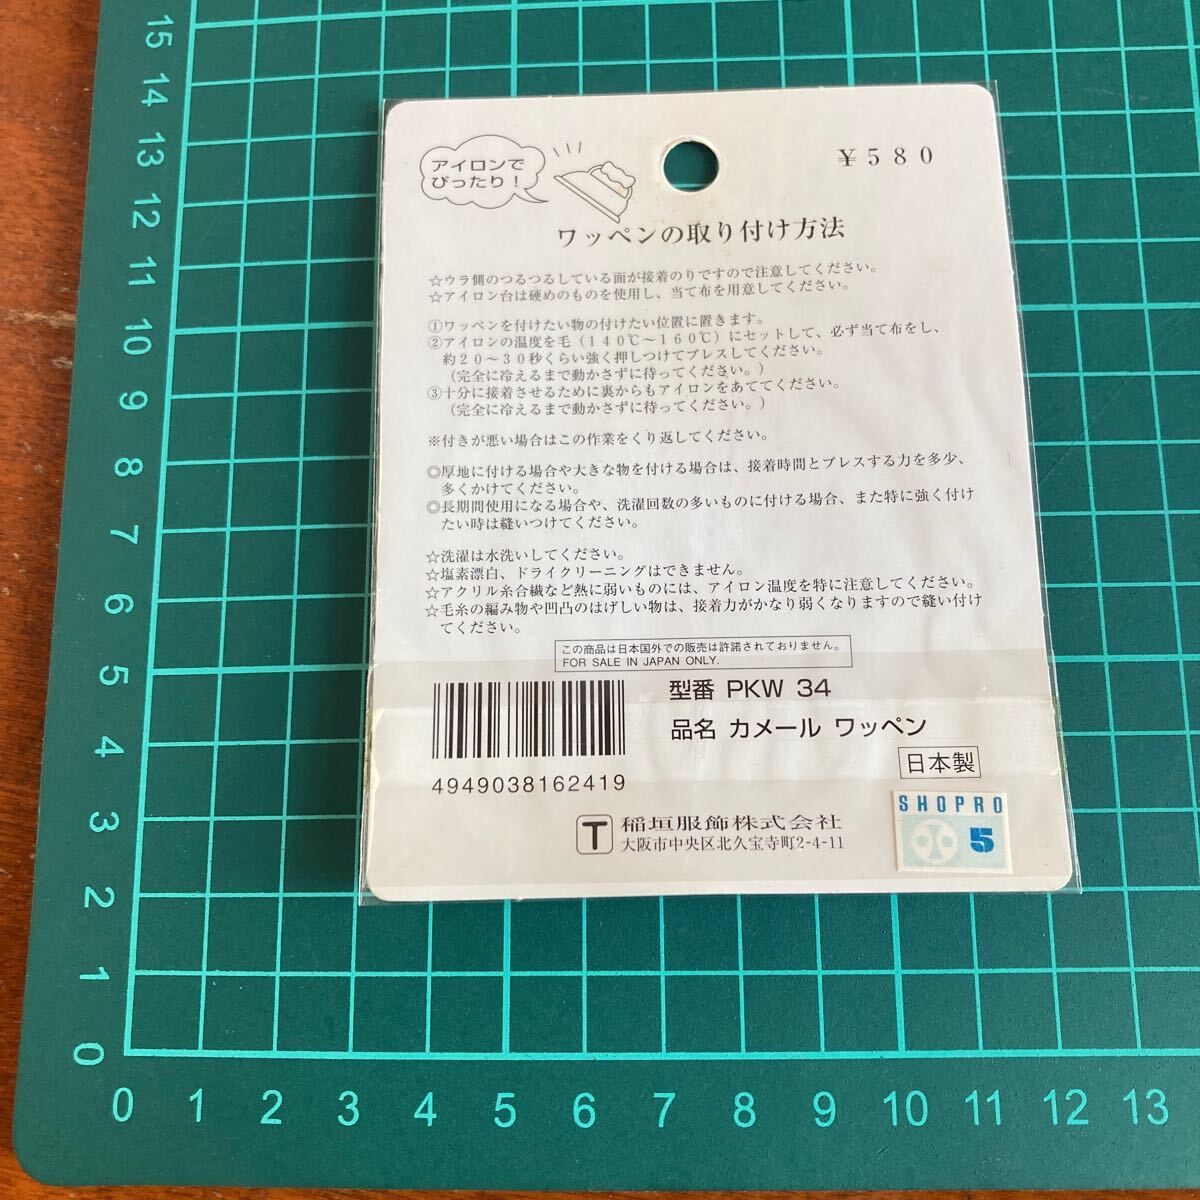 アイロンで
ぴったり！
￥580
ワッペンの取り付け方法
☆ウラ側のつるつるしている面が接着のりですので注意してください。
☆アイロン台は硬めのものを使用し、当て布を用意してください。
①ワッペンを付けたい物の付けたい位置に置きます。
②アイロンの温度を毛（140℃～160℃）にセットして、必ず当て布をし、
約20～30秒くらい強く押しつけてプレスしてください。
（完全に冷えるまで動かさずに待ってください。）
③十分に接着させるために裏からもアイロンをあててください。
（完全に冷えるまで動かさずに待ってください。）
※付きが悪い場合はこの作業をくり返してください。
◎厚地に付ける場合や大きな物を付ける場合は、接着時間とプレスする力を多少、
多くかけてください。
◎長期間使用になる場合や、洗濯回数の多いものに付ける場合、また特に強く付け
たい時は縫いつけてください。
☆洗濯は水洗いしてください。
☆塩素漂白、ドライクリーニングはできません。
☆アクリル糸合繊など熱に弱いものには、アイロン温度を特に注意してください。
☆毛糸の編み物や凹凸のはげしい物は、接着力がかなり弱くなりますので縫い付け
てください。
この商品は日本国外での販売は許諾されておりません。
FOR SALE IN JAPAN ONLY.
型番 PKW 34
品名 カメール ワッペン
日本製
4949038162419
T 稲垣服飾株式会社
大阪市中央区北久宝寺町2-4-11
SHOPRO
5
15
14
13
12
11
10
9
8
7
6
5
4
3
2
1
0
0 1 2 3 4 5 6 7 8 9 10 11 12 13